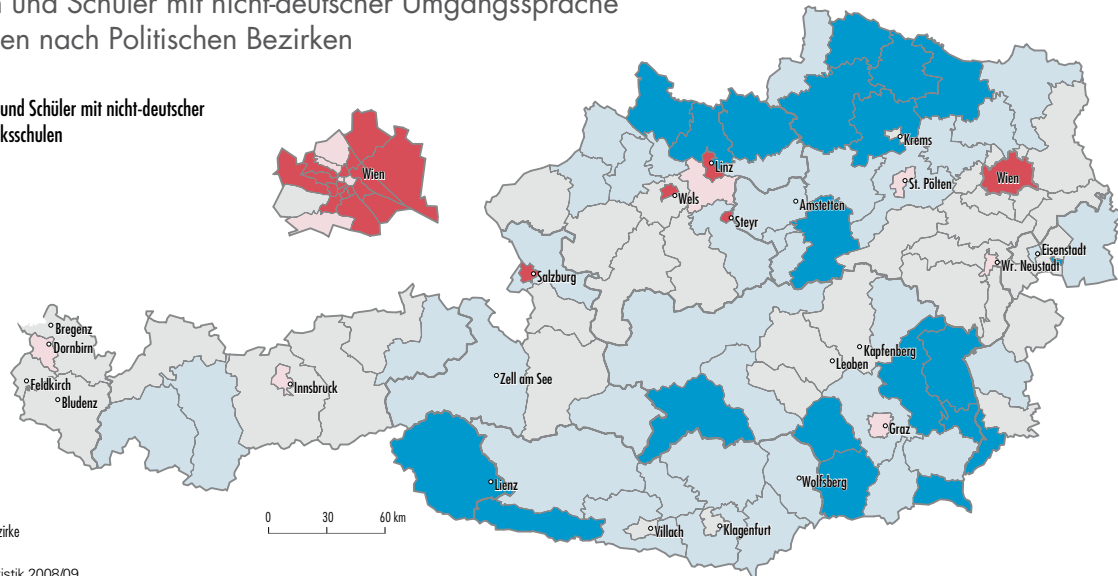 und Schüler mit nicht-deutscher Umgangssprache
en nach Politischen Bezirken
und Schüler mit nicht-deutscher
ksschulen
Wien
Krems
Linz
St. Pölten
Wien
Wels
Amstetten
Steyr
Eisenstadt
Wr. Neustadt
Salzburg
Bregenz
Dornbirn
Kapfenberg
Leoben
Zell am See
Feldkirch
Innsbruck
Bludenz
Graz
Wolfsberg
Lienz
0 30 60 km
Villach
Klagenfurt
zirke
istik 2008/09